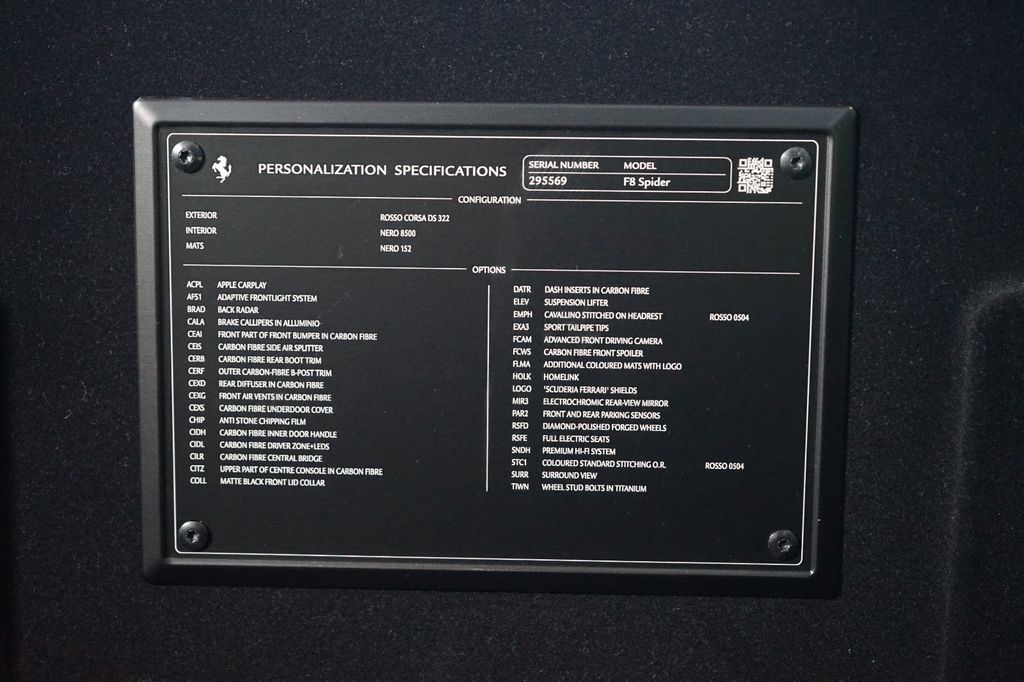 PERSONALIZATION SPECIFICATIONS
SERIAL NUMBER MODEL
295569 F8 Spider
CONFIGURATION
EXTERIOR ROSSO CORSA DS 322
INTERIOR NERO 8500
MATS NERO 152
OPTIONS
ACPL APPLE CARPLAY
AFS1 ADAPTIVE FRONTLIGHT SYSTEM
BRAD BACK RADAR
CALA BRAKE CALLIPERS IN ALLUMINIO
CEA1 FRONT PART OF FRONT BUMPER IN CARBON FIBRE
CEIS CARBON FIBRE SIDE AIR SPLITTER
CERB CARBON FIBRE REAR BOOT TRIM
CERF OUTER CARBON-FIBRE B-POST TRIM
CEXD REAR DIFFUSER IN CARBON FIBRE
CEXG FRONT AIR VENTS IN CARBON FIBRE
CEXS CARBON FIBRE UNDERDOOR COVER
CHIP ANTI STONE CHIPPING FILM
CIDH CARBON FIBRE INNER DOOR HANDLE
CIDL CARBON FIBRE DRIVER ZONE+LEDS
CILR CARBON FIBRE CENTRAL BRIDGE
CITZ UPPER PART OF CENTRE CONSOLE IN CARBON FIBRE
COLL MATTE BLACK FRONT LID COLLAR
DATR DASH INSERTS IN CARBON FIBRE
ELEV SUSPENSION LIFTER
EMPH CAVALLINO STITCHED ON HEADREST ROSSO 0504
EXA3 SPORT TAILPIPE TIPS
FCAM ADVANCED FRONT DRIVING CAMERA
FCWS CARBON FIBRE FRONT SPOILER
FLMA ADDITIONAL COLOURED MATS WITH LOGO
HOLK HOMELINK
LOGO 'SCUDERIA FERRARI' SHIELDS
MIR3 ELECTROCHROMIC REAR-VIEW MIRROR
PAR2 FRONT AND REAR PARKING SENSORS
RSFD DIAMOND-POLISHED FORGED WHEELS
RSFE FULL ELECTRIC SEATS
SNDH PREMIUM HI-FI SYSTEM
STC1 COLOURED STANDARD STITCHING O.R. ROSSO 0504
SURR SURROUND VIEW
TIWN WHEEL STUD BOLTS IN TITANIUM